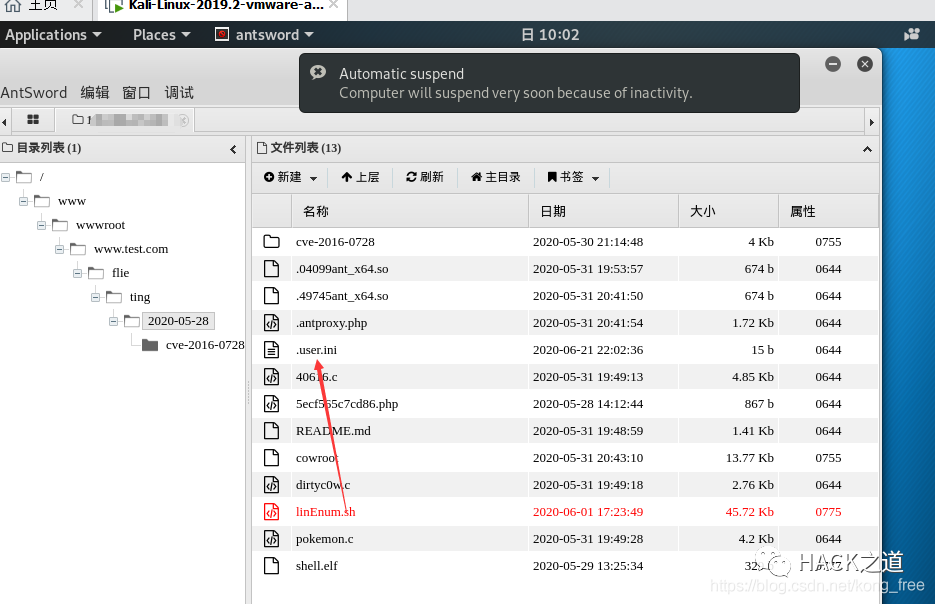 主页 Kali-Linux-2019.2-vmware-a...
Applications Places antsword 日 10:02
Automatic suspend
Computer will suspend very soon because of inactivity.
AntSword 编辑 窗口 调试
目录列表 (1)
/
www
wwwroot
www.test.com
flie
ting
2020-05-28
cve-2016-0728
文件列表 (13)
新建 上层 刷新 主目录 书签
名称 日期 大小 属性
cve-2016-0728 2020-05-30 21:14:48 4 Kb 0755
.04099ant_x64.so 2020-05-31 19:53:57 674 b 0644
.49745ant_x64.so 2020-05-31 20:41:50 674 b 0644
.antproxy.php 2020-05-31 20:41:54 1.72 Kb 0644
.user.ini 2020-06-21 22:02:36 15 b 0644
40616.c 2020-05-31 19:49:13 4.85 Kb 0644
5ecf565c7cd86.php 2020-05-28 14:12:44 867 b 0644
README.md 2020-05-31 19:48:59 1.41 Kb 0644
cowroot 2020-05-31 20:43:10 13.77 Kb 0755
dirtyc0w.c 2020-05-31 19:49:18 2.76 Kb 0644
linEnum.sh 2020-06-01 17:23:49 45.72 Kb 0775
pokemon.c 2020-05-31 19:49:28 4.2 Kb 0644
shell.elf 2020-05-29 13:25:34
HACK之道
https://blog.csdn.net/kong_free